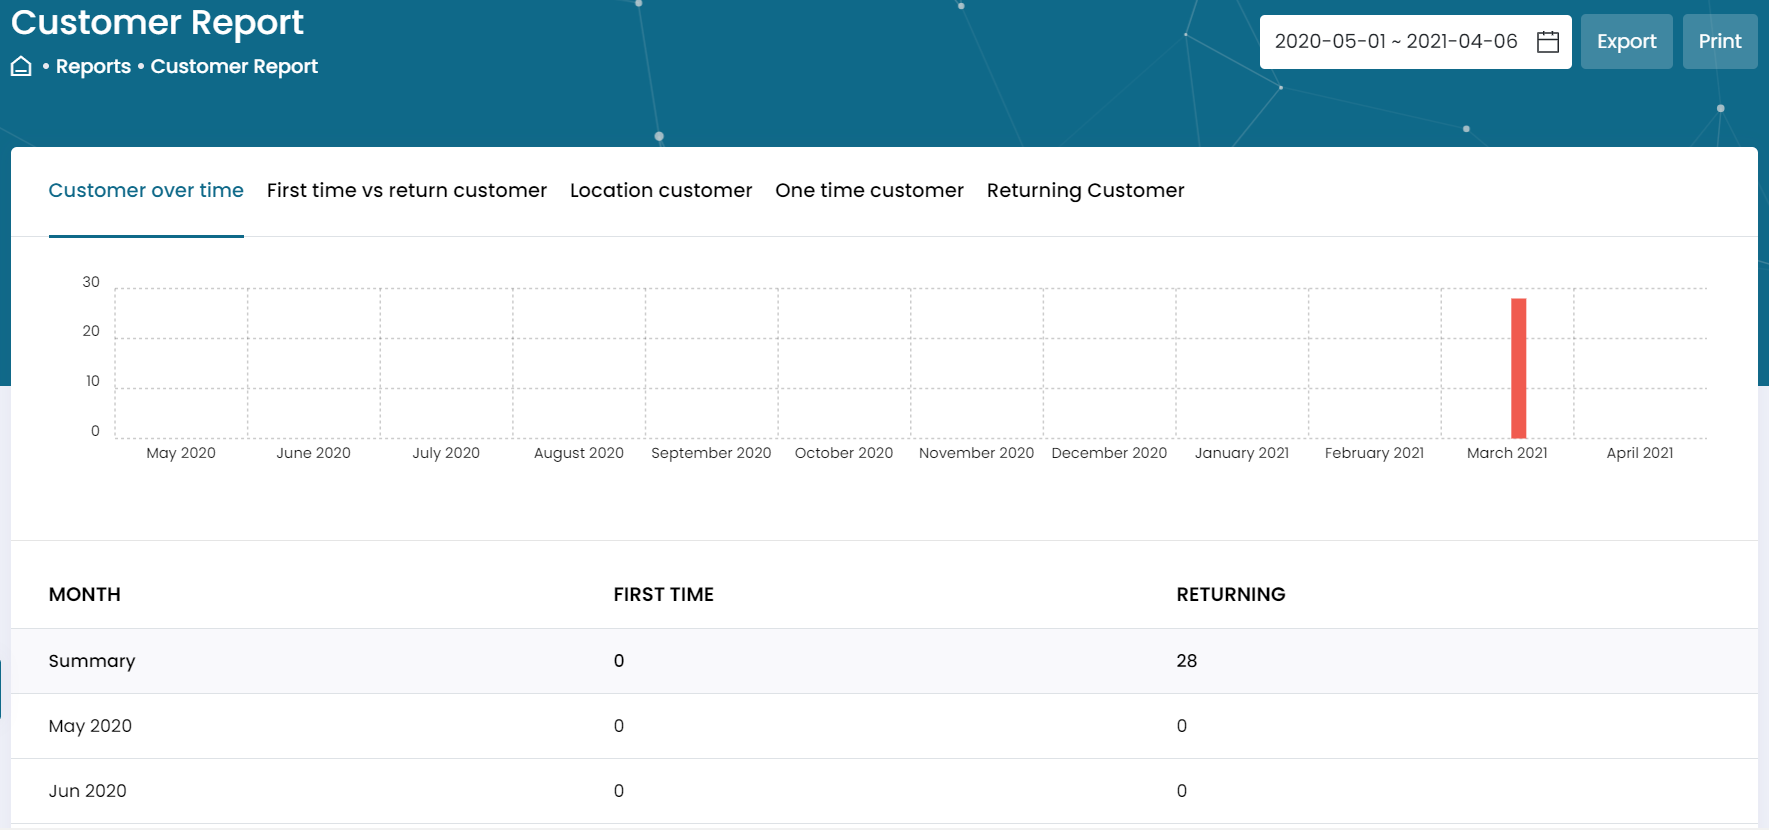 Customer Report
2020-05-01 ~ 2021-04-06 Export Print
• Reports • Customer Report
Customer over time First time vs return customer Location customer One time customer Returning Customer
30
20
10
0
May 2020 June 2020 July 2020 August 2020 September 2020 October 2020 November 2020 December 2020 January 2021 February 2021 March 2021 April 2021
MONTH FIRST TIME RETURNING
Summary 0 28
May 2020 0 0
Jun 2020 0 0